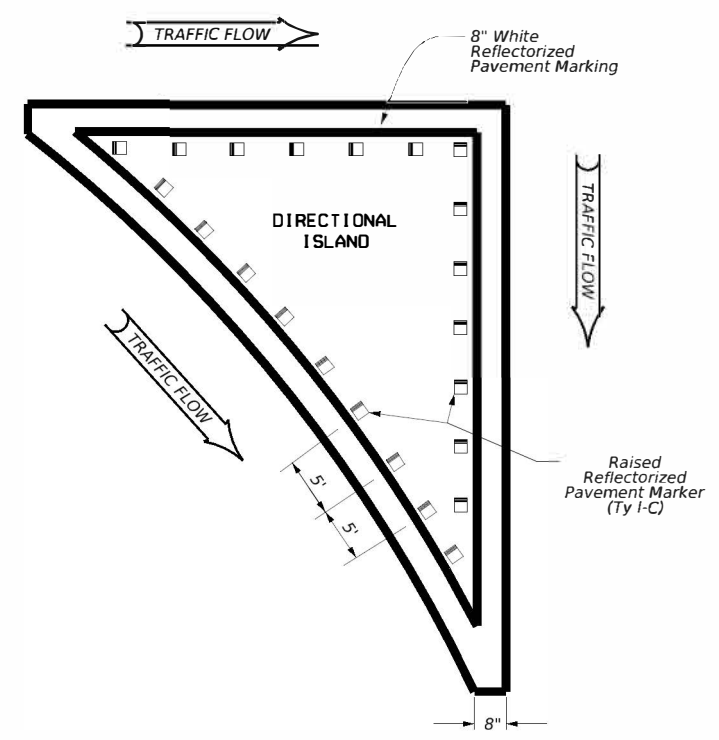 TRAFFIC FLOW
8" White
Reflectorized
Pavement Marking
DIRECTIONAL
ISLAND
TRAFFIC FLOW
TRAFFIC FLOW
5'
5'
Raised
Reflectorized
Pavement Marker
(Ty I-C)
8"